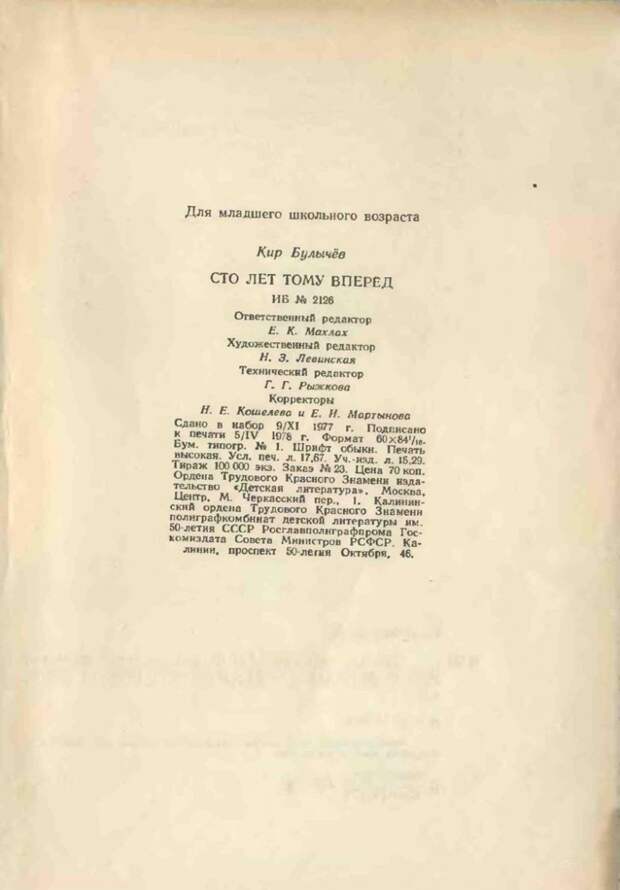 Для младшего школьного возраста
Кир Булычёв
СТО ЛЕТ ТОМУ ВПЕРЕД
ИБ № 2126
Ответственный редактор
Е. К. Махлах
Художественный редактор
Н. З. Левинская
Технический редактор
Г. Г. Рыжкова
Корректоры
Н. Е. Кошелева и Е. И. Мартынова
Сдано в набор 9/XI 1977 г. Подписано
к печати 5/IV 1978 г. Формат 60×84¹/₁₆.
Бум. типогр. № 1. Шрифт обыкн. Печать
высокая. Усл. печ. л. 17,67. Уч.-изд. л. 15,29.
Тираж 100 000 экз. Заказ № 23. Цена 70 коп.
Ордена Трудового Красного Знамени изда-
тельство «Детская литература», Москва,
Центр, М. Черкасский пер., 1. Калинин-
ский ордена Трудового Красного Знамени
полиграфкомбинат детской литературы им.
50-летия СССР Росглавполиграфпрома Гос-
комиздата Совета Министров РСФСР. Ка-
линин, проспект 50-летия Октября, 46.